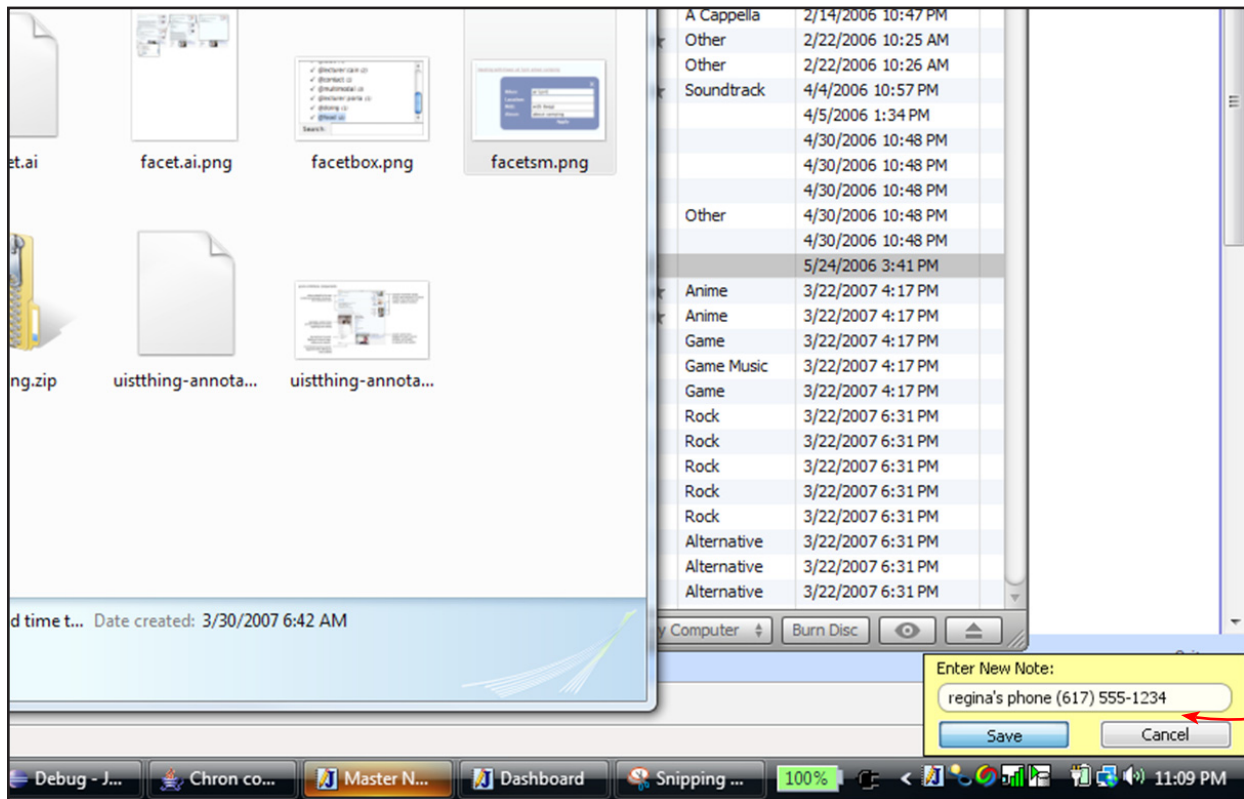 et.ai
facet.ai.png
facetbox.png
facetsm.png
Search:
ng.zip
uistthing-annota...
uistthing-annota...
d time t... Date created: 3/30/2007 6:42 AM
A Cappella 2/14/2006 10:47 PM
Other 2/22/2006 10:25 AM
Other 2/22/2006 10:26 AM
Soundtrack 4/4/2006 10:57 PM
4/5/2006 1:34 PM
4/30/2006 10:48 PM
4/30/2006 10:48 PM
4/30/2006 10:48 PM
Other 4/30/2006 10:48 PM
4/30/2006 10:48 PM
5/24/2006 3:41 PM
Anime 3/22/2007 4:17 PM
Anime 3/22/2007 4:17 PM
Game 3/22/2007 4:17 PM
Game Music 3/22/2007 4:17 PM
Game 3/22/2007 4:17 PM
Rock 3/22/2007 6:31 PM
Rock 3/22/2007 6:31 PM
Rock 3/22/2007 6:31 PM
Rock 3/22/2007 6:31 PM
Rock 3/22/2007 6:31 PM
Alternative 3/22/2007 6:31 PM
Alternative 3/22/2007 6:31 PM
Alternative 3/22/2007 6:31 PM
y Computer Burn Disc
Enter New Note:
regina's phone (617) 555-1234
Save Cancel
Debug - J... Chron co... Master N... Dashboard Snipping ... 100% < 11:09 PM